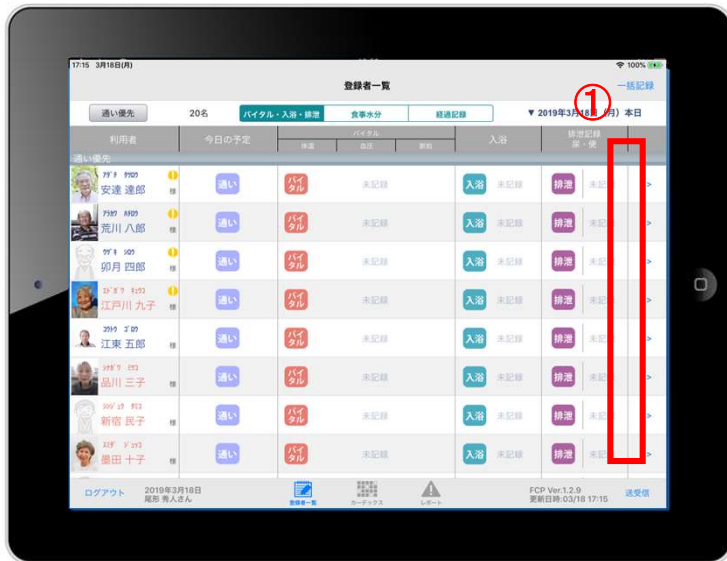 17:15 3月18日(月)
100%
登録者一覧
一括記録
①
通い優先
20名
バイタル・入浴・排泄 食事水分 経過記録
▼ 2019年3月18日（月） 本日
利用者 今日の予定 バイタル 入浴 排泄記録
体温 血圧 脈拍 尿・便
通い優先
安達 達郎 様 通い バイタル 未記録 入浴 未記録 排泄 未記 >
荒川 八郎 様 通い バイタル 未記録 入浴 未記録 排泄 未記 >
卯月 四郎 様 通い バイタル 未記録 入浴 未記録 排泄 未記 >
江戸川 九子 様 通い バイタル 未記録 入浴 未記録 排泄 未記 >
江東 五郎 様 通い バイタル 未記録 入浴 未記録 排泄 未記 >
品川 三子 様 通い バイタル 未記録 入浴 未記録 排泄 未記 >
新宿 民子 様 通い バイタル 未記録 入浴 未記録 排泄 未記 >
墨田 十子 様 通い バイタル 未記録 入浴 未記録 排泄 未記 >
ログアウト
2019年3月18日
尾形 秀人さん
登録者一覧 カーデックス レポート
FCP Ver.1.2.9
更新日時:03/18 17:15
送受信